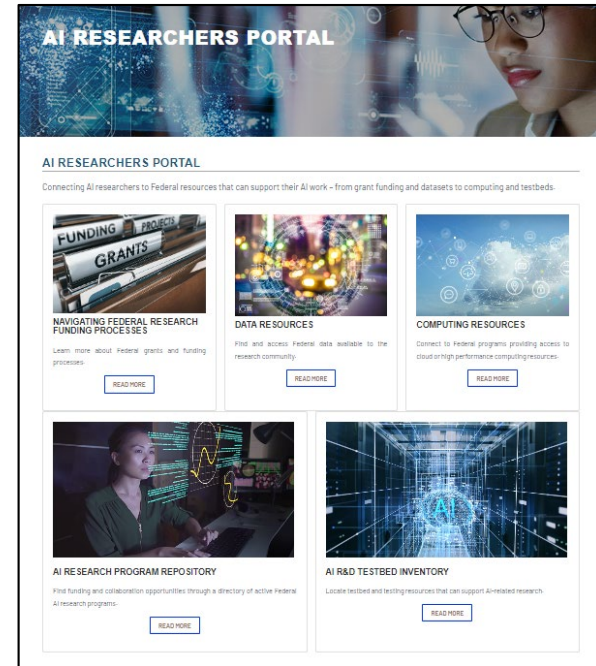 AI RESEARCHERS PORTAL
AI RESEARCHERS PORTAL
Connecting AI researchers to Federal resources that can support their AI work – from grant funding and datasets to computing and testbeds.
FUNDING
PROJECTS
GRANTS
NAVIGATING FEDERAL RESEARCH
FUNDING PROCESSES
Learn more about Federal grants and funding
processes.
READ MORE
DATA RESOURCES
Find and access Federal data available to the
research community.
READ MORE
COMPUTING RESOURCES
Connect to Federal programs providing access to
cloud or high performance computing resources.
READ MORE
AI RESEARCH PROGRAM REPOSITORY
Find funding and collaboration opportunities through a directory of active Federal
AI research programs.
READ MORE
AI
AI R&D TESTBED INVENTORY
Locate testbed and testing resources that can support AI-related research.
READ MORE